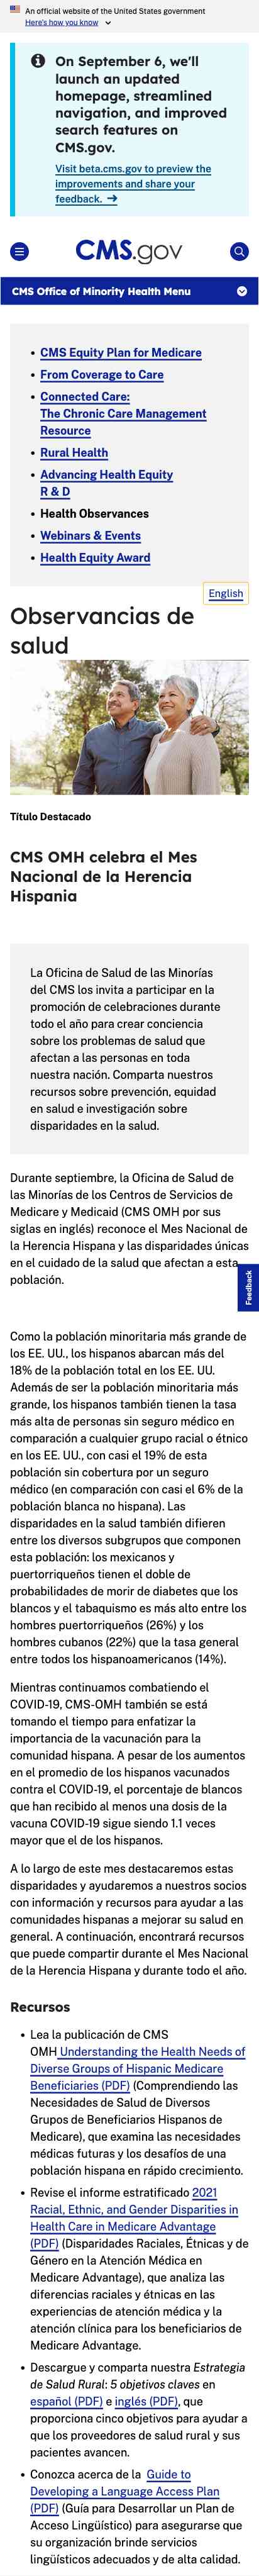 An official website of the United States government
Here's how you know
On September 6, we'll
launch an updated
homepage, streamlined
navigation, and improved
search features on
CMS.gov.
Visit beta.cms.gov to preview the
improvements and share your
feedback.
CMS.gov
CMS Office of Minority Health Menu
• CMS Equity Plan for Medicare
• From Coverage to Care
• Connected Care:
The Chronic Care Management
Resource
• Rural Health
• Advancing Health Equity
R & D
• Health Observances
• Webinars & Events
• Health Equity Award
English
Observancias de
salud
Título Destacado
CMS OMH celebra el Mes
Nacional de la Herencia
Hispania
La Oficina de Salud de las Minorías
del CMS los invita a participar en la
promoción de celebraciones durante
todo el año para crear conciencia
sobre los problemas de salud que
afectan a las personas en toda
nuestra nación. Comparta nuestros
recursos sobre prevención, equidad
en salud e investigación sobre
disparidades en la salud.
Durante septiembre, la Oficina de Salud de
las Minorías de los Centros de Servicios de
Medicare y Medicaid (CMS OMH por sus
siglas en inglés) reconoce el Mes Nacional de
la Herencia Hispana y las disparidades únicas
en el cuidado de la salud que afectan a esta
población.
Feedback
Como la población minoritaria más grande de
los EE. UU., los hispanos abarcan más del
18% de la población total en los EE. UU.
Además de ser la población minoritaria más
grande, los hispanos también tienen la tasa
más alta de personas sin seguro médico en
comparación a cualquier grupo racial o étnico
en los EE. UU., con casi el 19% de esta
población sin cobertura por un seguro
médico (en comparación con casi el 6% de la
población blanca no hispana). Las
disparidades en la salud también difieren
entre los diversos subgrupos que componen
esta población: los mexicanos y
puertorriqueños tienen el doble de
probabilidades de morir de diabetes que los
blancos y el tabaquismo es más alto entre los
hombres puertorriqueños (26%) y los
hombres cubanos (22%) que la tasa general
entre todos los hispanoamericanos (14%).
Mientras continuamos combatiendo el
COVID-19, CMS-OMH también se está
tomando el tiempo para enfatizar la
importancia de la vacunación para la
comunidad hispana. A pesar de los aumentos
en el promedio de los hispanos vacunados
contra el COVID-19, el porcentaje de blancos
que han recibido al menos una dosis de la
vacuna COVID-19 sigue siendo 1.1 veces
mayor que el de los hispanos.
A lo largo de este mes destacaremos estas
disparidades y ayudaremos a nuestros socios
con información y recursos para ayudar a las
comunidades hispanas a mejorar su salud en
general. A continuación, encontrará recursos
que puede compartir durante el Mes Nacional
de la Herencia Hispana y durante todo el año.
Recursos
• Lea la publicación de CMS
OMH Understanding the Health Needs of
Diverse Groups of Hispanic Medicare
Beneficiaries (PDF) (Comprendiendo las
Necesidades de Salud de Diversos
Grupos de Beneficiarios Hispanos de
Medicare), que examina las necesidades
médicas futuras y los desafíos de una
población hispana en rápido crecimiento.
• Revise el informe estratificado 2021
Racial, Ethnic, and Gender Disparities in
Health Care in Medicare Advantage
(PDF) (Disparidades Raciales, Étnicas y de
Género en la Atención Médica en
Medicare Advantage), que analiza las
diferencias raciales y étnicas en las
experiencias de atención médica y la
atención clínica para los beneficiarios de
Medicare Advantage.
• Descargue y comparta nuestra Estrategia
de Salud Rural: 5 objetivos claves en
español (PDF) e inglés (PDF), que
proporciona cinco objetivos para ayudar a
que los proveedores de salud rural y sus
pacientes avancen.
• Conozca acerca de la Guide to
Developing a Language Access Plan
(PDF) (Guía para Desarrollar un Plan de
Acceso Lingüístico) para asegurarse que
su organización brinde servicios
lingüísticos adecuados y de alta calidad.